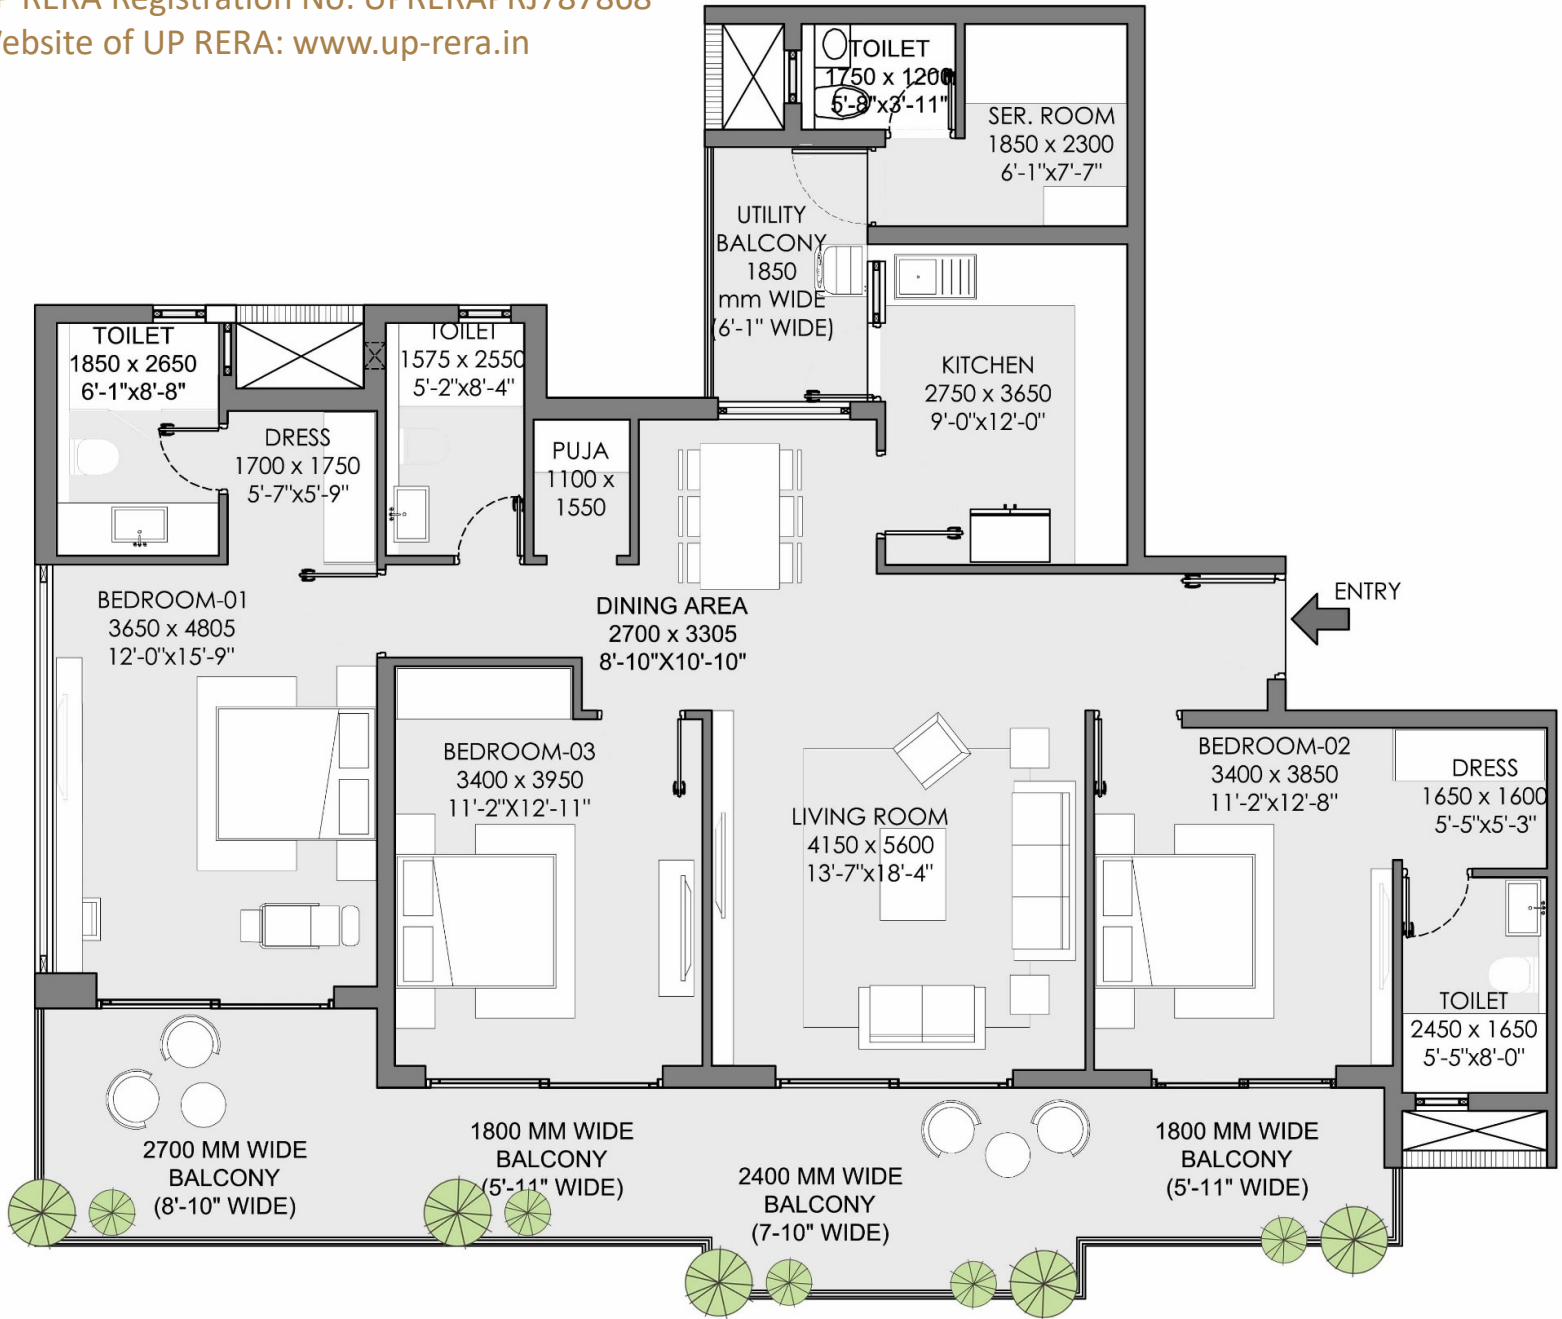 P RERA Registration No: UPRERAPRJ787868
Website of UP RERA: www.up-rera.in
TOILET
1750 x 1200
5'-8"x3'-11"
SER. ROOM
1850 x 2300
6'-1"x7'-7"
UTILITY
BALCONY
1850
mm WIDE
(6'-1" WIDE)
KITCHEN
2750 x 3650
9'-0"x12'-0"
TOILET
1850 x 2650
6'-1"x8'-8"
TOILET
1575 x 2550
5'-2"x8'-4"
DRESS
1700 x 1750
5'-7"x5'-9"
PUJA
1100 x
1550
ENTRY
BEDROOM-01
3650 x 4805
12'-0"x15'-9"
DINING AREA
2700 x 3305
8'-10"X10'-10"
BEDROOM-03
3400 x 3950
11'-2"X12'-11"
LIVING ROOM
4150 x 5600
13'-7"x18'-4"
BEDROOM-02
3400 x 3850
11'-2"x12'-8"
DRESS
1650 x 1600
5'-5"x5'-3"
TOILET
2450 x 1650
5'-5"x8'-0"
2700 MM WIDE
BALCONY
(8'-10" WIDE)
1800 MM WIDE
BALCONY
(5'-11" WIDE)
2400 MM WIDE
BALCONY
(7-10" WIDE)
1800 MM WIDE
BALCONY
(5'-11" WIDE)